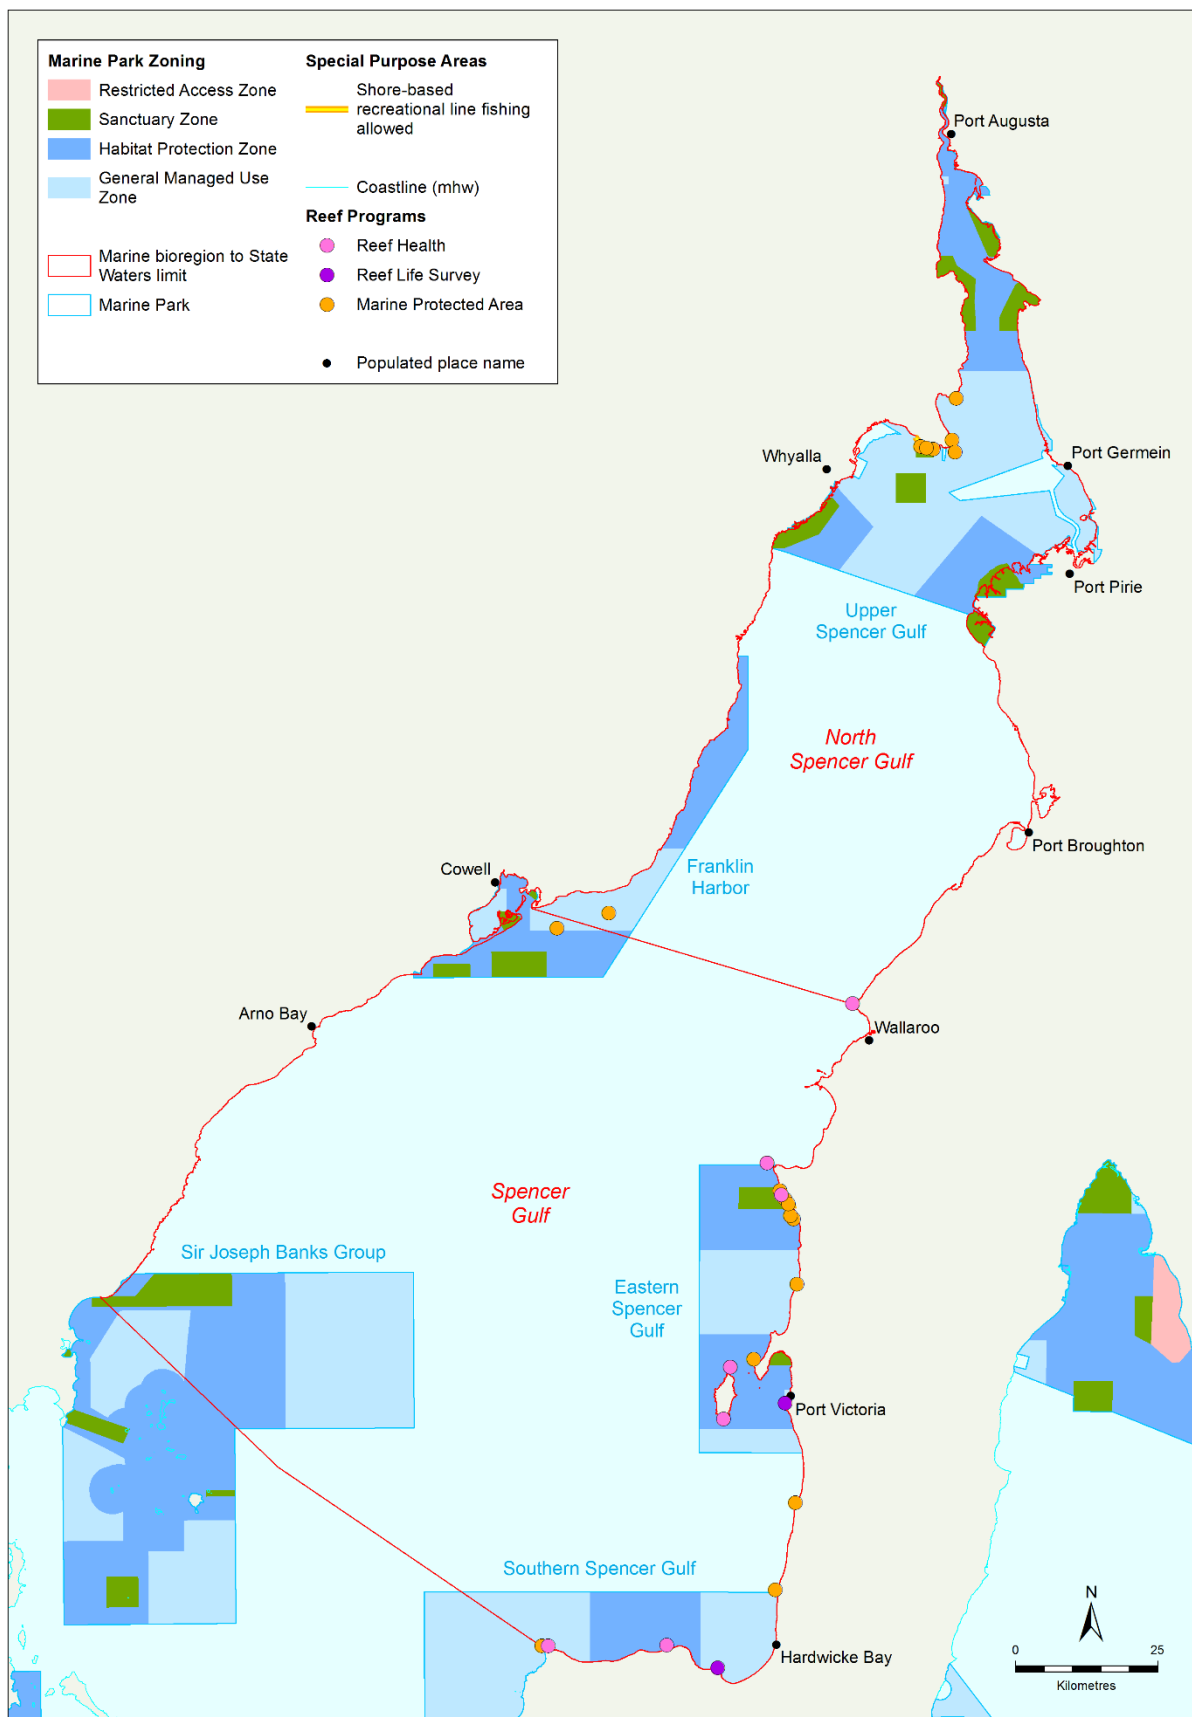 Marine Park Zoning
Restricted Access Zone
Sanctuary Zone
Habitat Protection Zone
General Managed Use
Zone
Marine bioregion to State
Waters limit
Marine Park
Special Purpose Areas
Shore-based
recreational line fishing
allowed
Coastline (mhw)
Reef Programs
Reef Health
Reef Life Survey
Marine Protected Area
Populated place name
Port Augusta
Whyalla
Port Germein
Port Pirie
Upper
Spencer Gulf
North
Spencer Gulf
Port Broughton
Cowell
Franklin
Harbor
Arno Bay
Wallaroo
Spencer
Gulf
Sir Joseph Banks Group
Eastern
Spencer
Gulf
Port Victoria
Southern Spencer Gulf
Hardwicke Bay
N
0 25
Kilometres